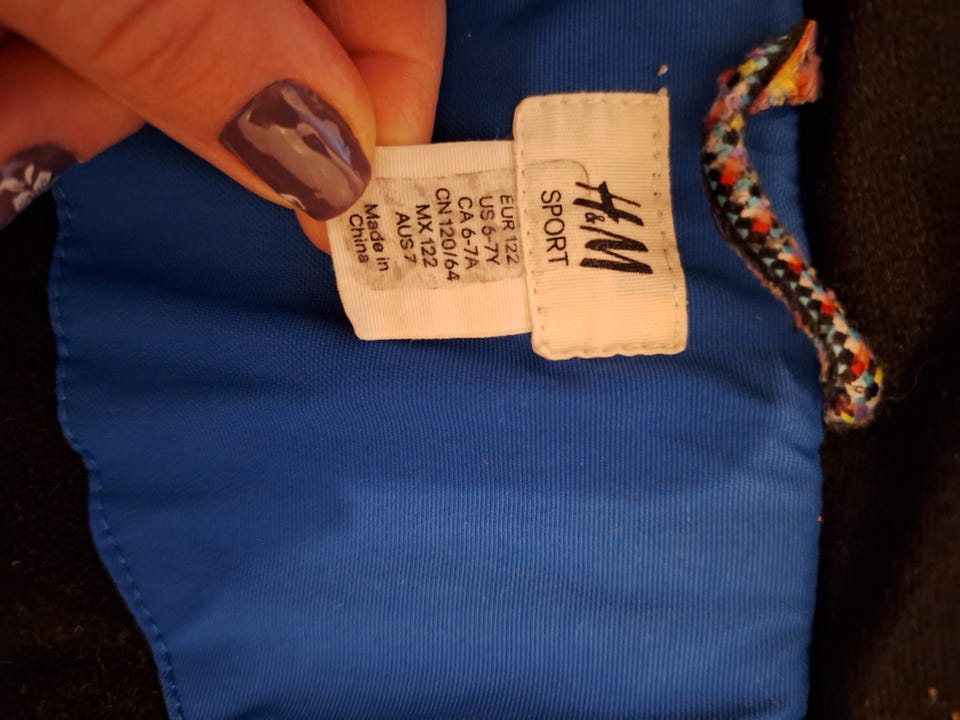 H&M
SPORT
EUR 122
US 6-7Y
CA 6-7A
CN 120/64
MX 122
AUS 7
Made in
China